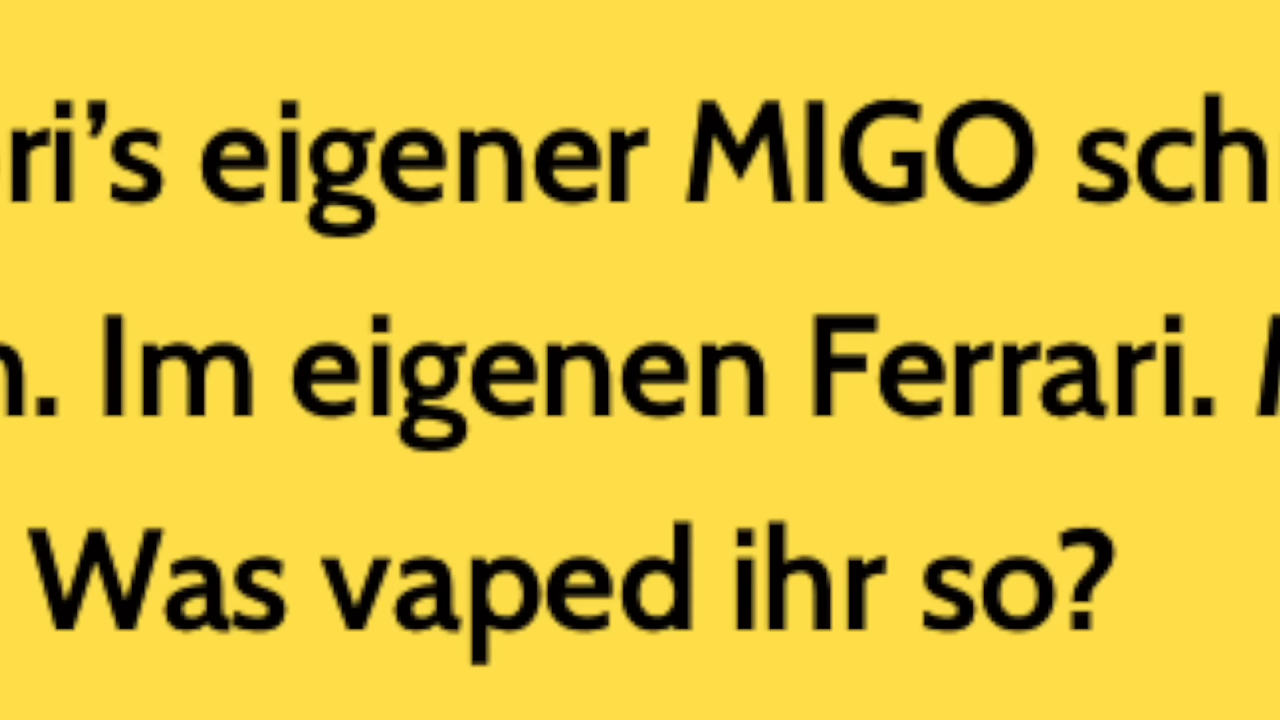 ri’s eigener MIGO sch
n. Im eigenen Ferrari.
Was vaped ihr so?